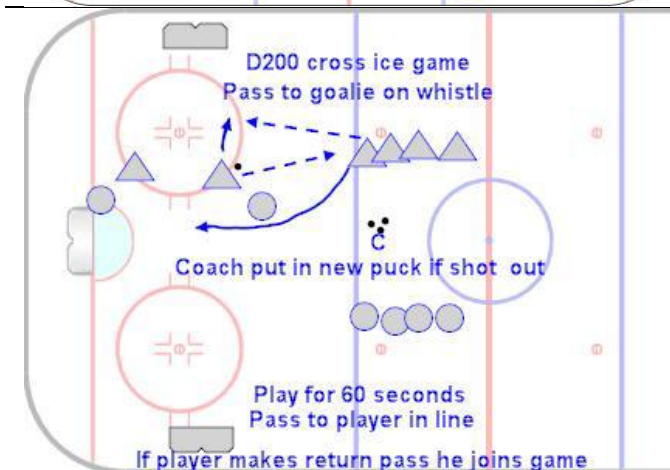 D200 cross ice game
Pass to goalie on whistle
C
Coach put in new puck if shot out
Play for 60 seconds
Pass to player in line
If player makes return pass he joins game